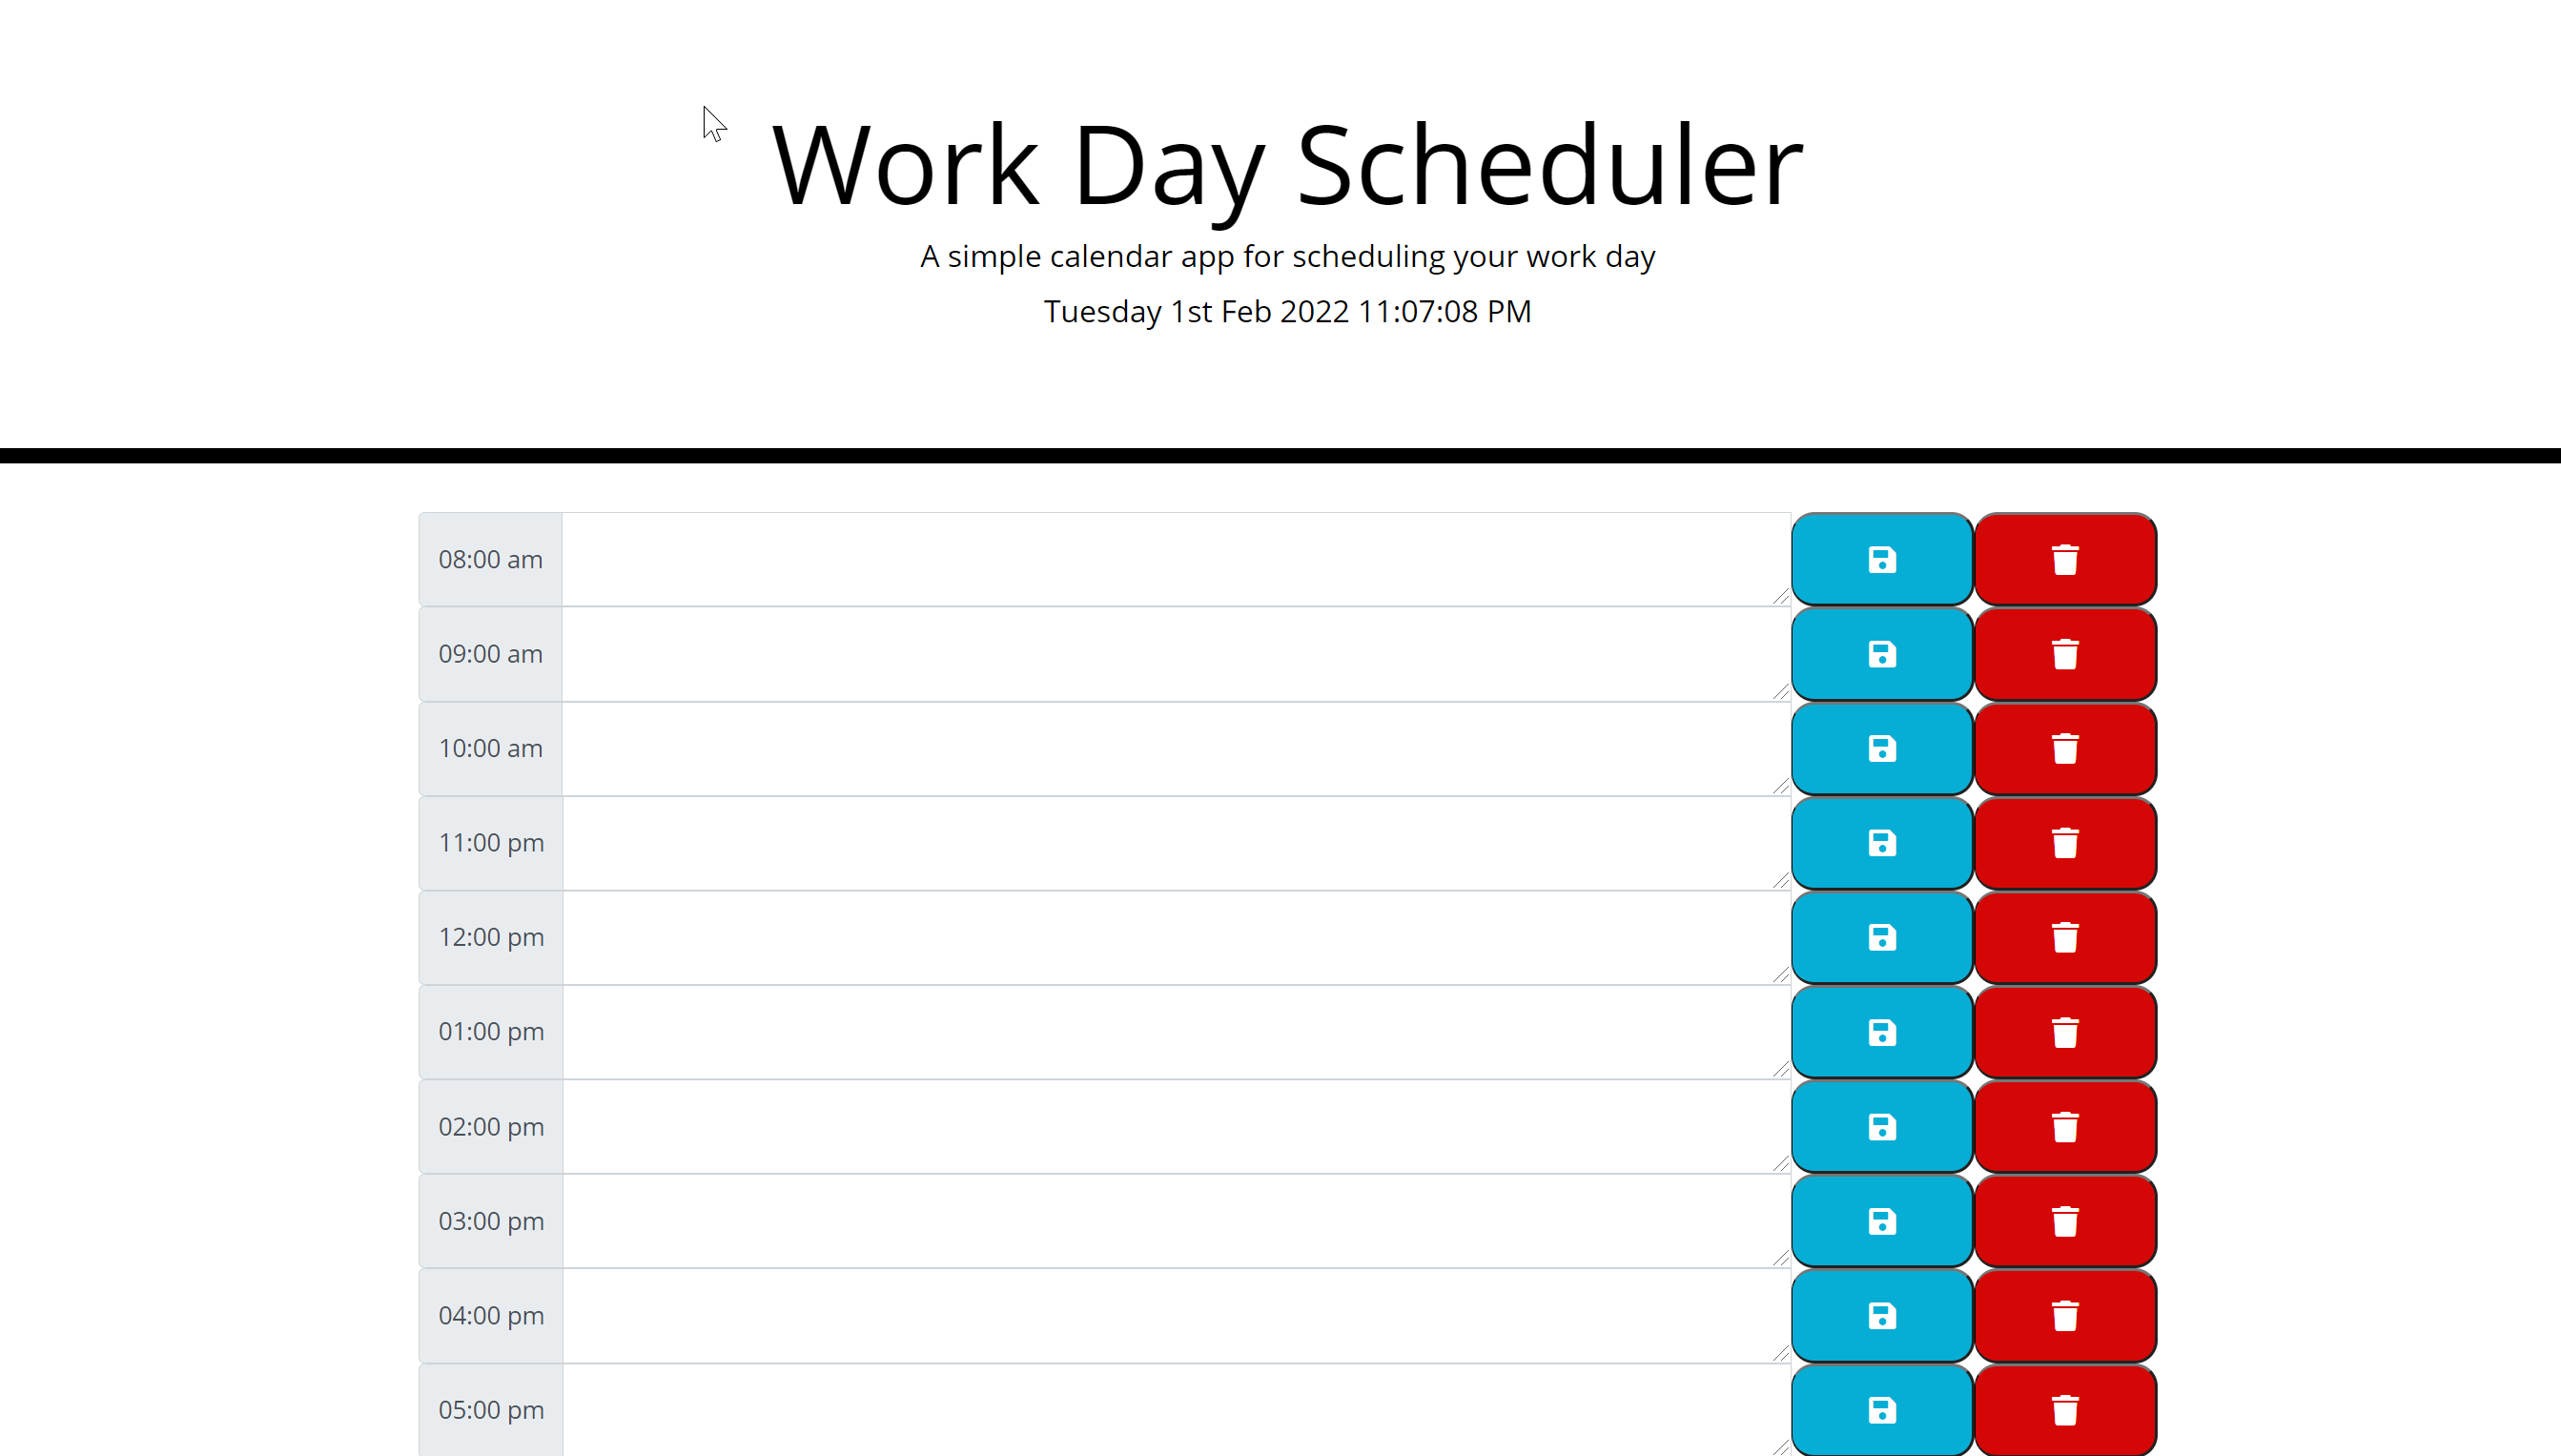 Work Day Scheduler
A simple calendar app for scheduling your work day
Tuesday 1st Feb 2022 11:07:08 PM
08:00 am
09:00 am
10:00 am
11:00 pm
12:00 pm
01:00 pm
02:00 pm
03:00 pm
04:00 pm
05:00 pm